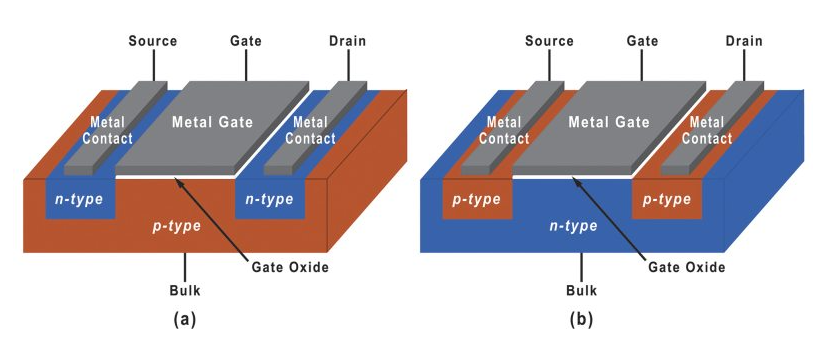 Source Gate Drain
Metal
Contact
Metal Gate
Metal
Contact
n-type
n-type
p-type
Gate Oxide
Bulk
(a)
Source Gate Drain
Metal
Contact
Metal Gate
Metal
Contact
p-type
p-type
n-type
Gate Oxide
Bulk
(b)